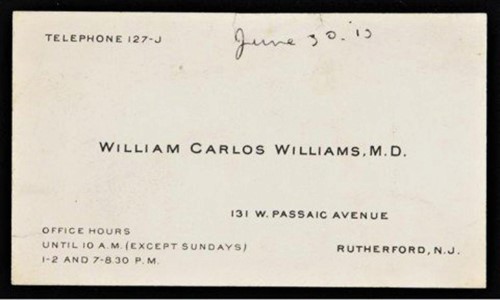 TELEPHONE 127-J
June 30. 13
WILLIAM CARLOS WILLIAMS, M.D.
131 W. PASSAIC AVENUE
RUTHERFORD, N.J.
OFFICE HOURS
UNTIL 10 A.M. (EXCEPT SUNDAYS)
1-2 AND 7-8.30 P.M.